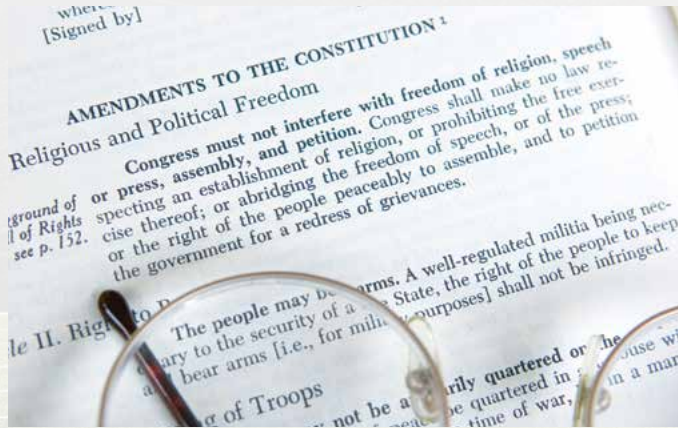 [Signed by]
AMENDMENTS TO THE CONSTITUTION 1
Religious and Political Freedom
Congress must not interfere with freedom of religion, speech
or press, assembly, and petition. Congress shall make no law re-
specting an establishment of religion, or prohibiting the free exer-
cise thereof; or abridging the freedom of speech, or of the press;
or the right of the people peaceably to assemble, and to petition
the government for a redress of grievances.
of Rights
see p. 152.
II. to
The people may arms. A well-regulated militia being nec-
to the security of a State, the right of the people to keep
bear arms [i.e., for purposes] shall not be infringed.
of Troops
not be quartered
be quartered in
time of war, in a